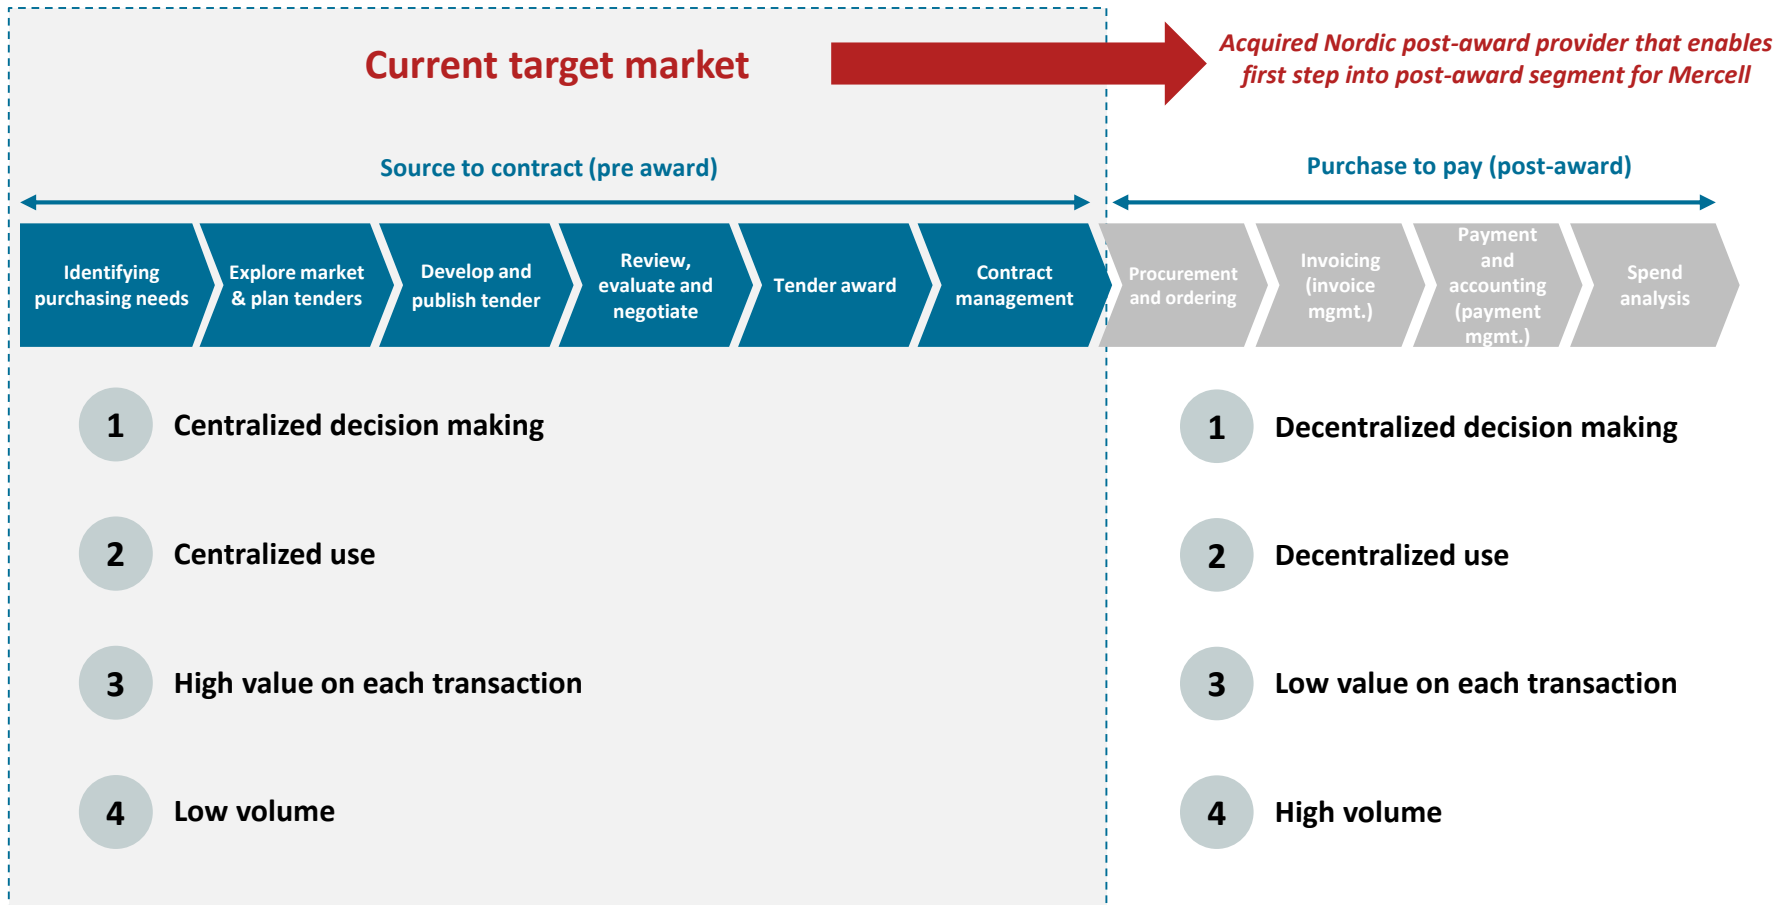 Current target market
Acquired Nordic post-award provider that enables
first step into post-award segment for Mercell
Source to contract (pre award)
Purchase to pay (post-award)
Identifying
purchasing needs
Explore market
& plan tenders
Develop and
publish tender
Review,
evaluate and
negotiate
Tender award
Contract
management
Procurement
and ordering
Invoicing
(invoice
mgmt.)
Payment
and
accounting
(payment
mgmt.)
Spend
analysis
1 Centralized decision making
2 Centralized use
3 High value on each transaction
4 Low volume
1 Decentralized decision making
2 Decentralized use
3 Low value on each transaction
4 High volume